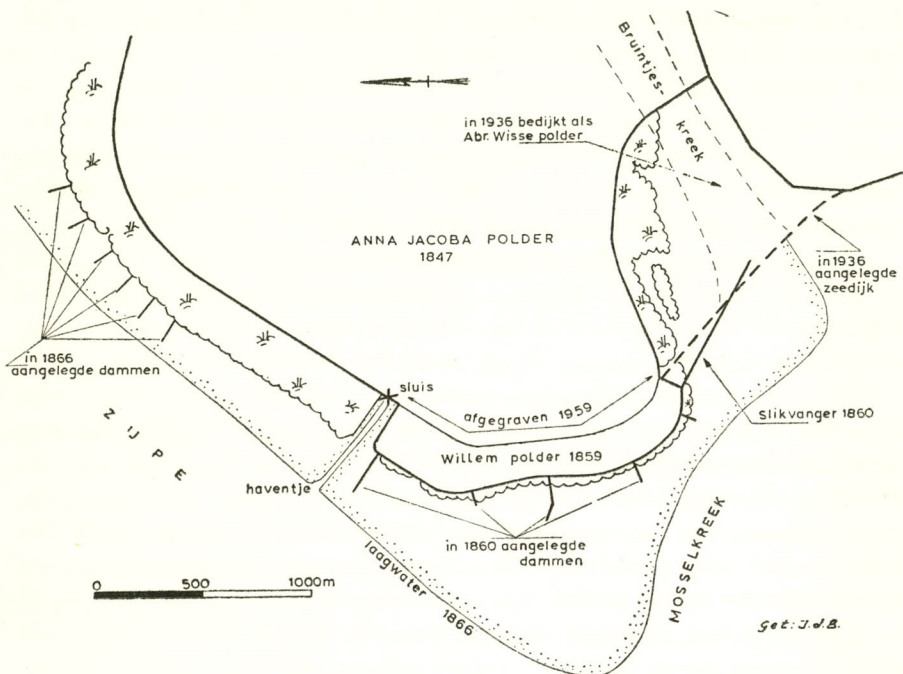 Bruintjes-
kreek
in 1936 bedijkt als
Abr. Wisse polder
ANNA JACOBA POLDER
1847
in 1936
aangelegde
zeedijk
in 1866
aangelegde dammen
sluis
afgegraven 1959
Slikvanger 1860
ZIJPE
Willem polder 1859
haventje
in 1860 aangelegde
dammen
MOSSELKREEK
laagwater 1866
0 500 1000m
Get: J.J.B.